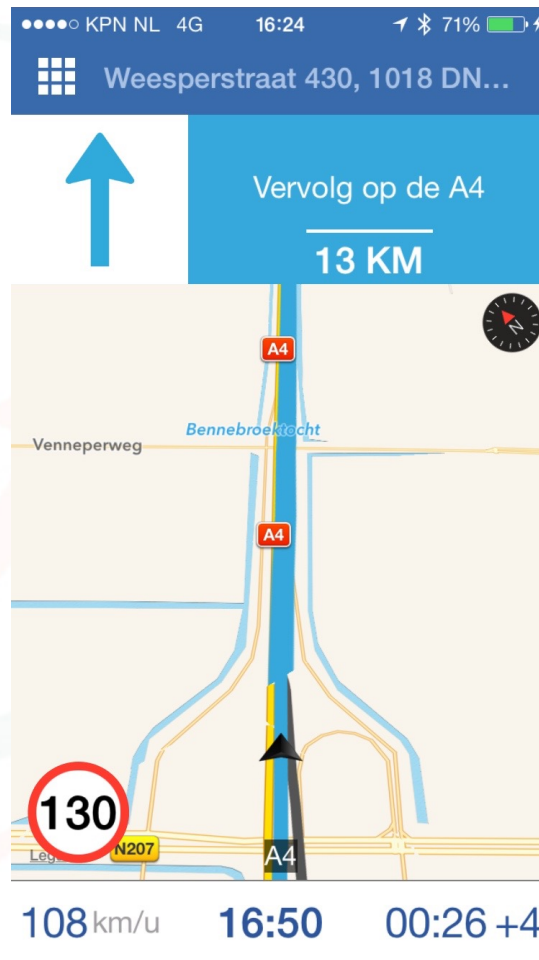 KPN NL 4G 16:24 71%
Weesperstraat 430, 1018 DN...
Vervolg op de A4
13 KM
A4
Bennebroektocht
Venneperweg
A4
130
N207
A4
108 km/u 16:50 00:26 +4